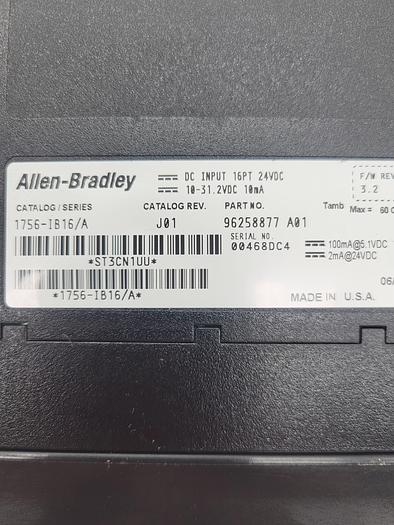 Allen-Bradley
DC INPUT 16PT 24VDC
10-31.2VDC 10mA
F/W REV
3.2
CATALOG / SERIES
1756-IB16/A
CATALOG REV.
J01
PART NO.
96258877 A01
Tamb Max = 60 C
SERIAL NO.
00468DC4
100mA@5.1VDC
2mA@24VDC
*ST3CN1UU*
*1756-IB16/A*
06/
MADE IN U.S.A.